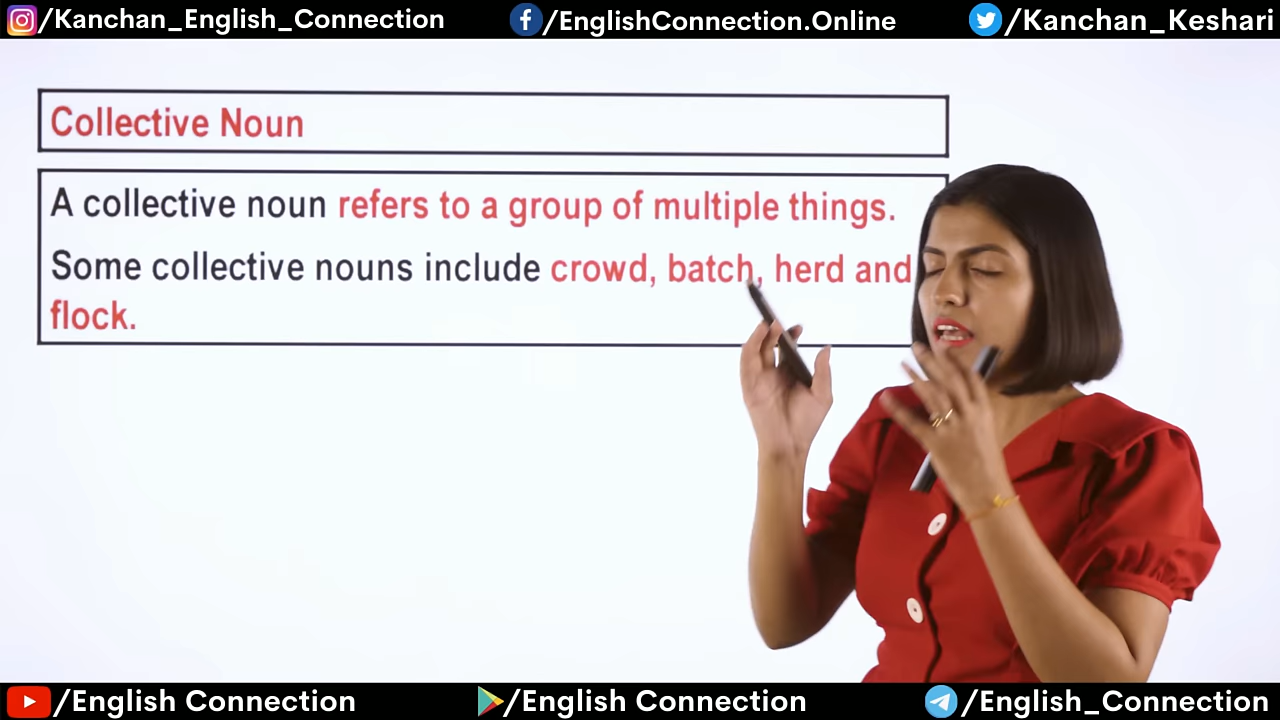 /Kanchan_English_Connection
/EnglishConnection.Online
/Kanchan_Keshari
Collective Noun
A collective noun refers to a group of multiple things.
Some collective nouns include crowd, batch, herd and
flock.
/English Connection
/English Connection
/English_Connection